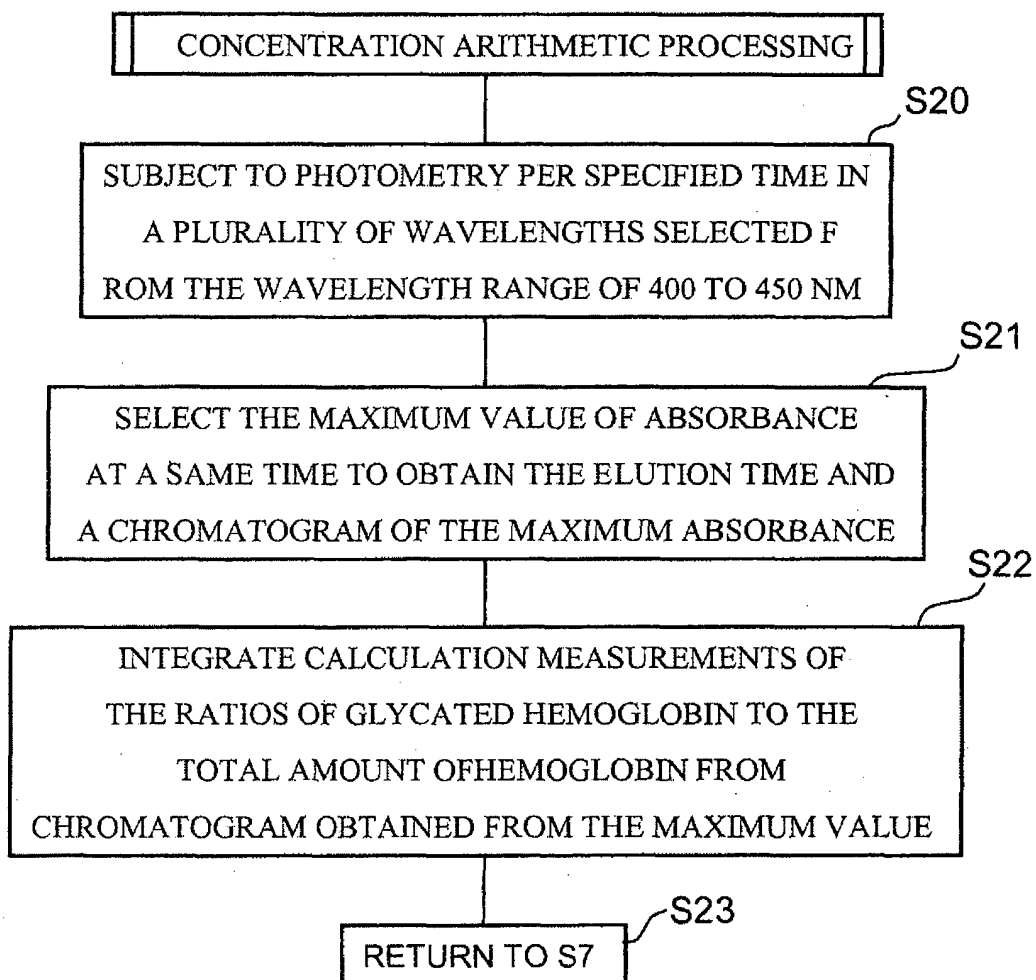 CONCENTRATION ARITHMETIC PROCESSING
S20
SUBJECT TO PHOTOMETRY PER SPECIFIED TIME IN
A PLURALITY OF WAVELENGTHS SELECTED F
ROM THE WAVELENGTH RANGE OF 400 TO 450 NM
S21
SELECT THE MAXIMUM VALUE OF ABSORBANCE
AT A SAME TIME TO OBTAIN THE ELUTION TIME AND
A CHROMATOGRAM OF THE MAXIMUM ABSORBANCE
S22
INTEGRATE CALCULATION MEASUREMENTS OF
THE RATIOS OF GLYCATED HEMOGLOBIN TO THE
TOTAL AMOUNT OFHEMOGLOBIN FROM
CHROMATOGRAM OBTAINED FROM THE MAXIMUM VALUE
S23
RETURN TO S7